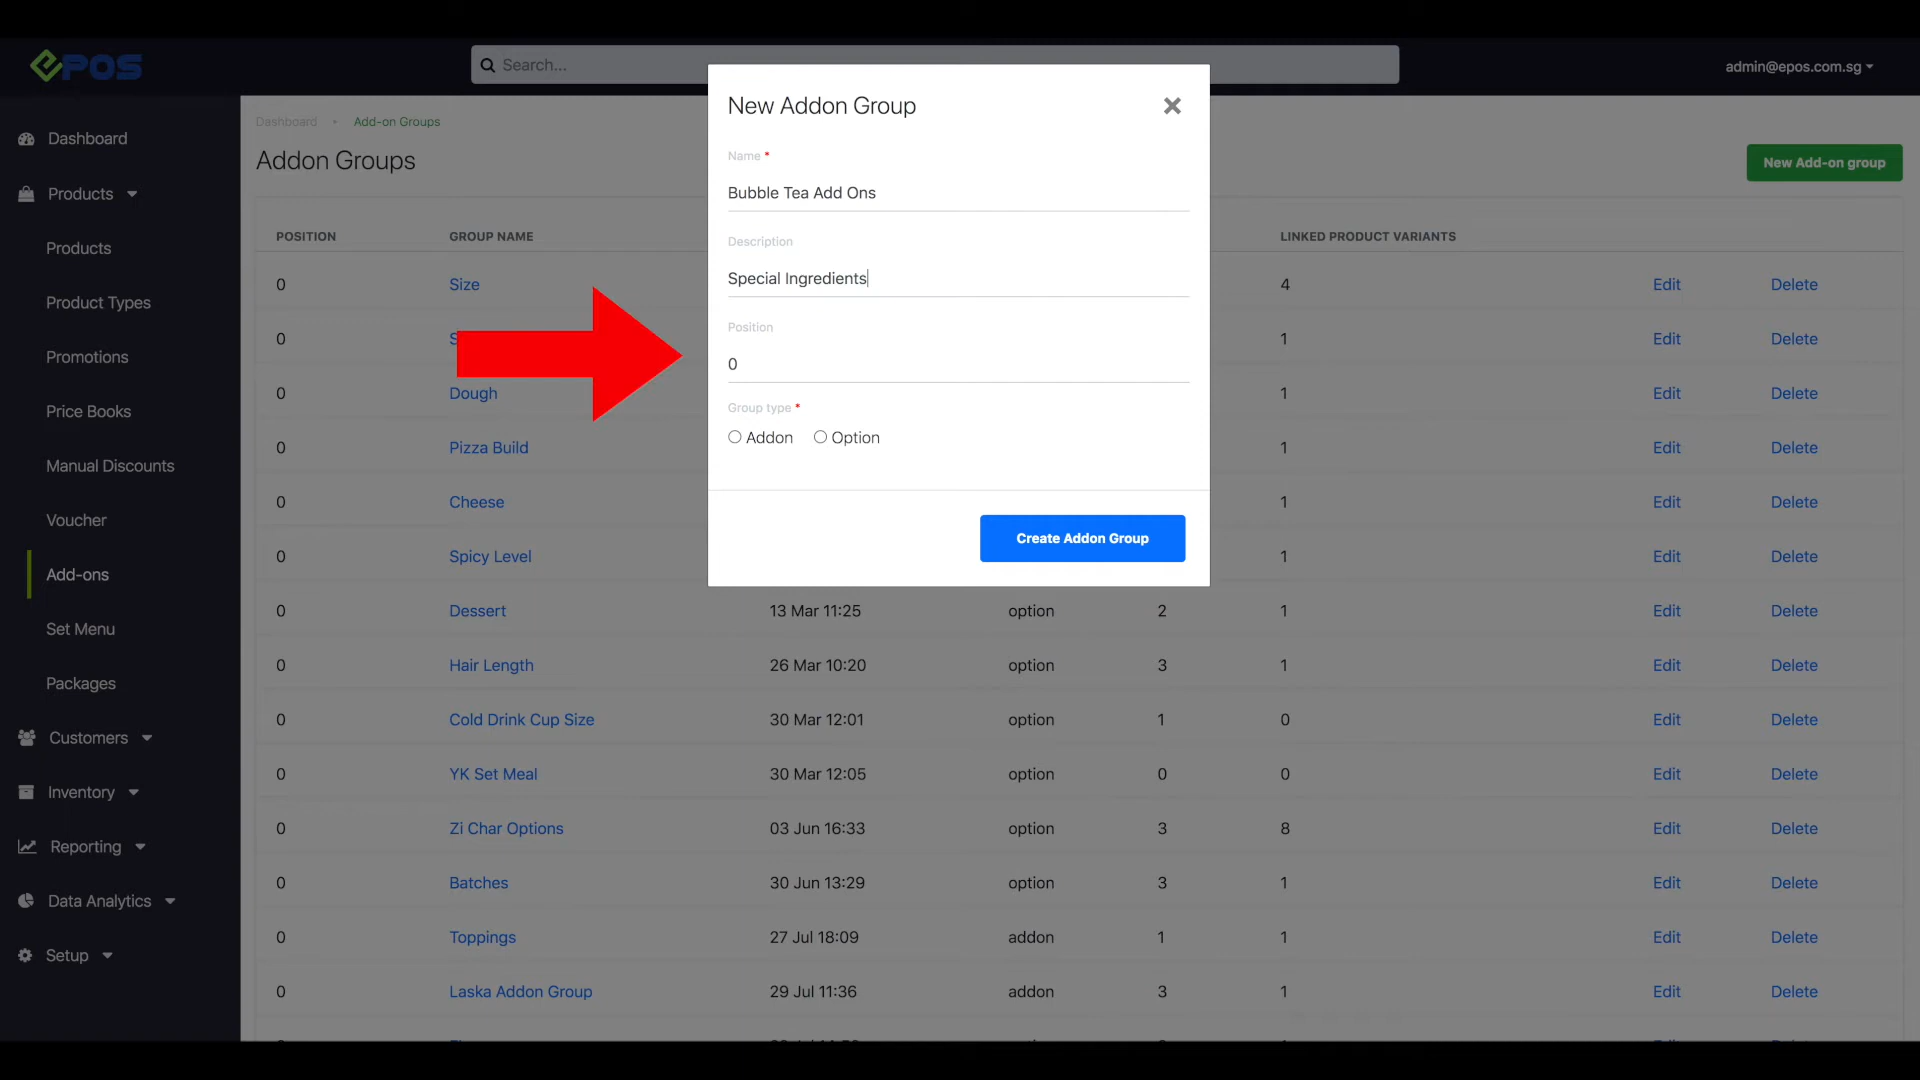 ePOS
Search...
admin@epos.com.sg
Dashboard
Products
Products
Product Types
Promotions
Price Books
Manual Discounts
Voucher
Add-ons
Set Menu
Packages
Customers
Inventory
Reporting
Data Analytics
Setup
Dashboard • Add-on Groups
Addon Groups
New Add-on group
New Addon Group
Name *
Bubble Tea Add Ons
Description
Special Ingredients
Position
0
Group type *
Addon Option
Create Addon Group
POSITION GROUP NAME LINKED PRODUCT VARIANTS
0 Size 4 Edit Delete
0 1 Edit Delete
0 Dough 1 Edit Delete
0 Pizza Build 1 Edit Delete
0 Cheese 1 Edit Delete
0 Spicy Level 1 Edit Delete
0 Dessert 13 Mar 11:25 option 2 1 Edit Delete
0 Hair Length 26 Mar 10:20 option 3 1 Edit Delete
0 Cold Drink Cup Size 30 Mar 12:01 option 1 0 Edit Delete
0 YK Set Meal 30 Mar 12:05 option 0 0 Edit Delete
0 Zi Char Options 03 Jun 16:33 option 3 8 Edit Delete
0 Batches 30 Jun 13:29 option 3 1 Edit Delete
0 Toppings 27 Jul 18:09 addon 1 1 Edit Delete
0 Laska Addon Group 29 Jul 11:36 addon 3 1 Edit Delete